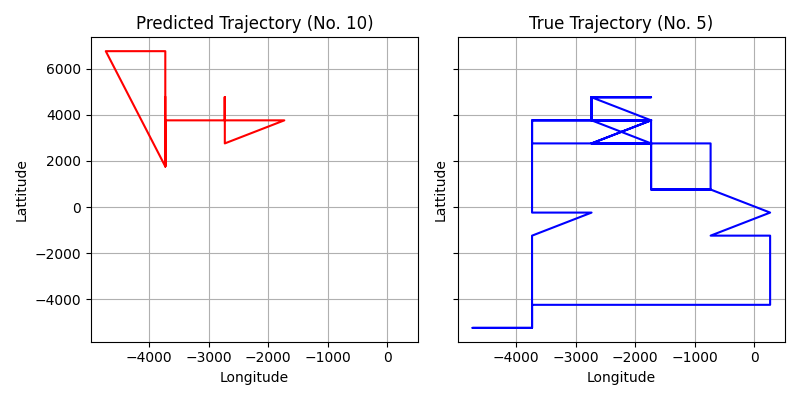 Predicted Trajectory (No. 10)
True Trajectory (No. 5)
6000
4000
2000
0
−2000
−4000
−4000 −3000 −2000 −1000 0
−4000 −3000 −2000 −1000 0
Lattitude
Lattitude
Longitude
Longitude